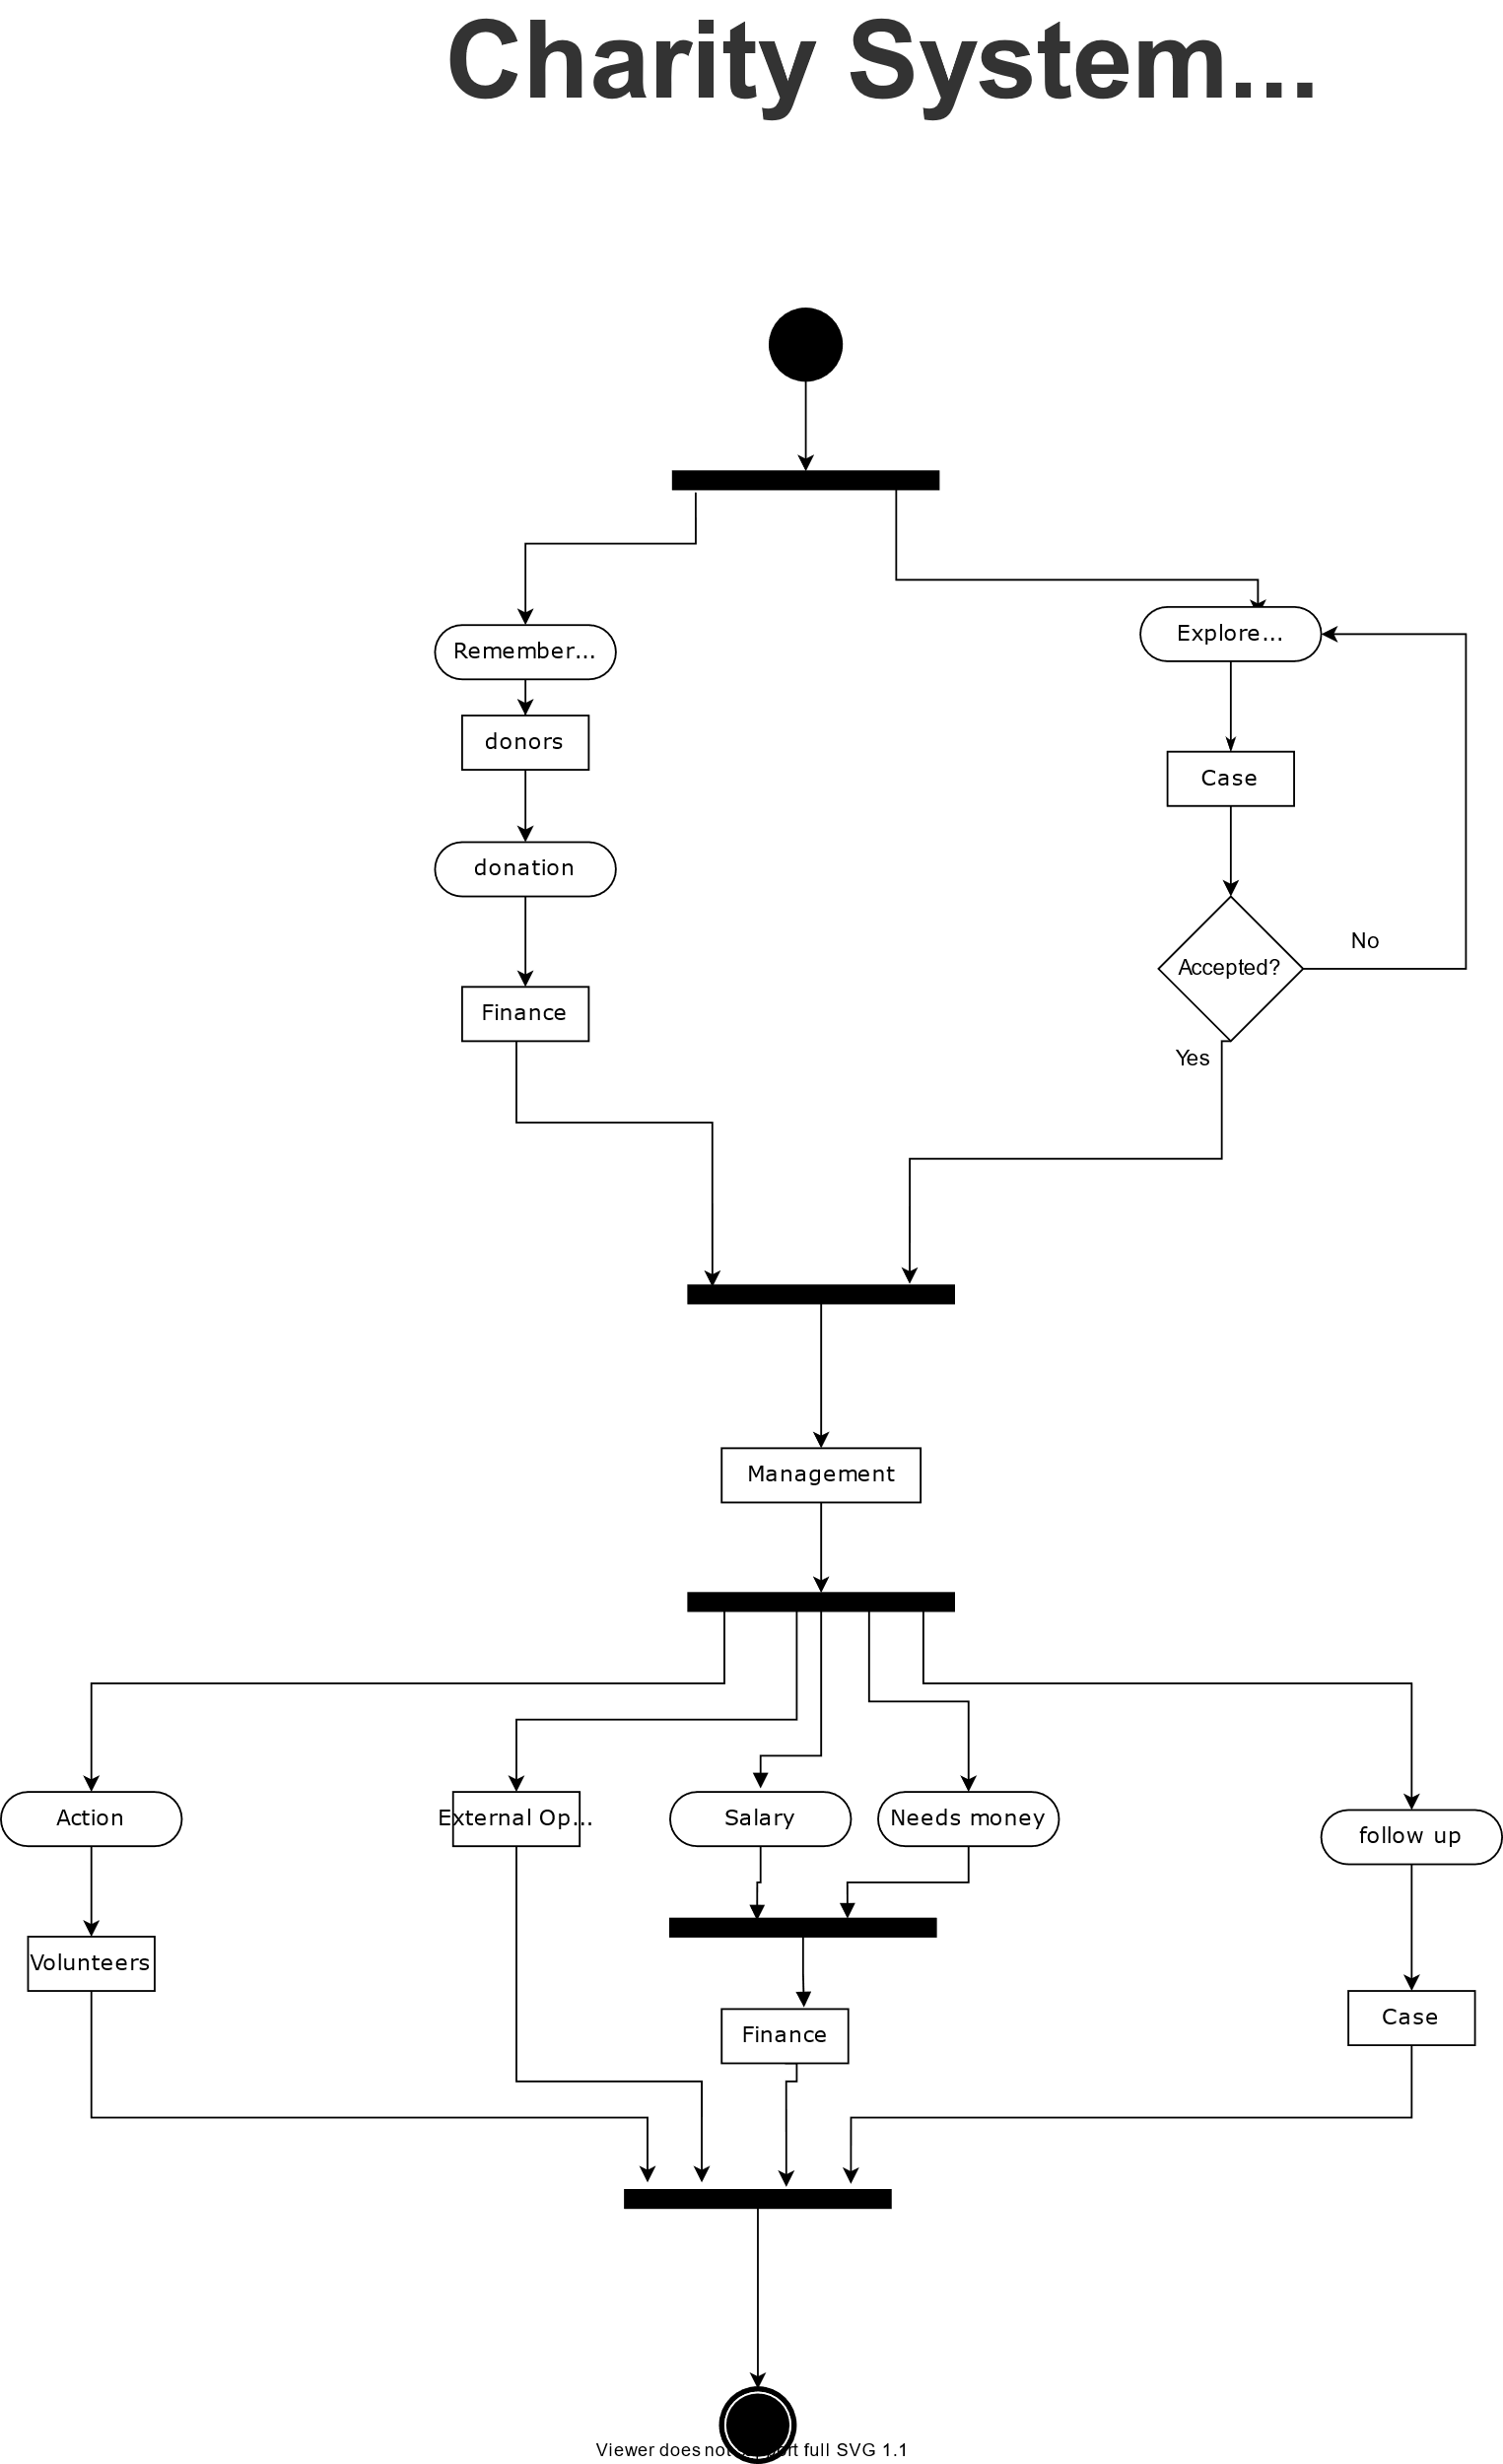 Charity System...
Remember...
Explore...
donors
Case
donation
Accepted?
No
Finance
Yes
Management
Action
External Op...
Salary
Needs money
follow up
Volunteers
Case
Finance
Viewer does not support full SVG 1.1